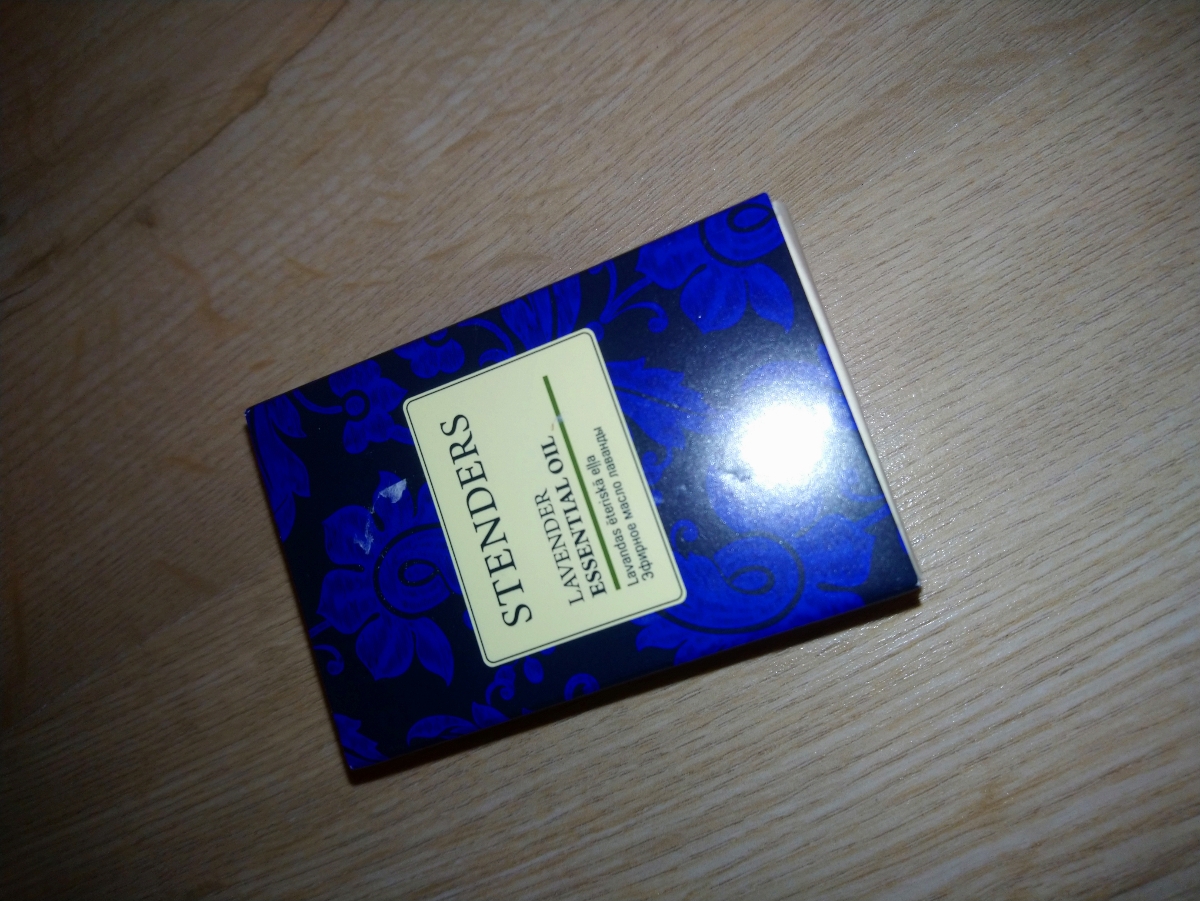 STENDERS
LAVENDER
ESSENTIAL OIL
Lavandas ēteriskā eļļa
Эфирное масло лаванды